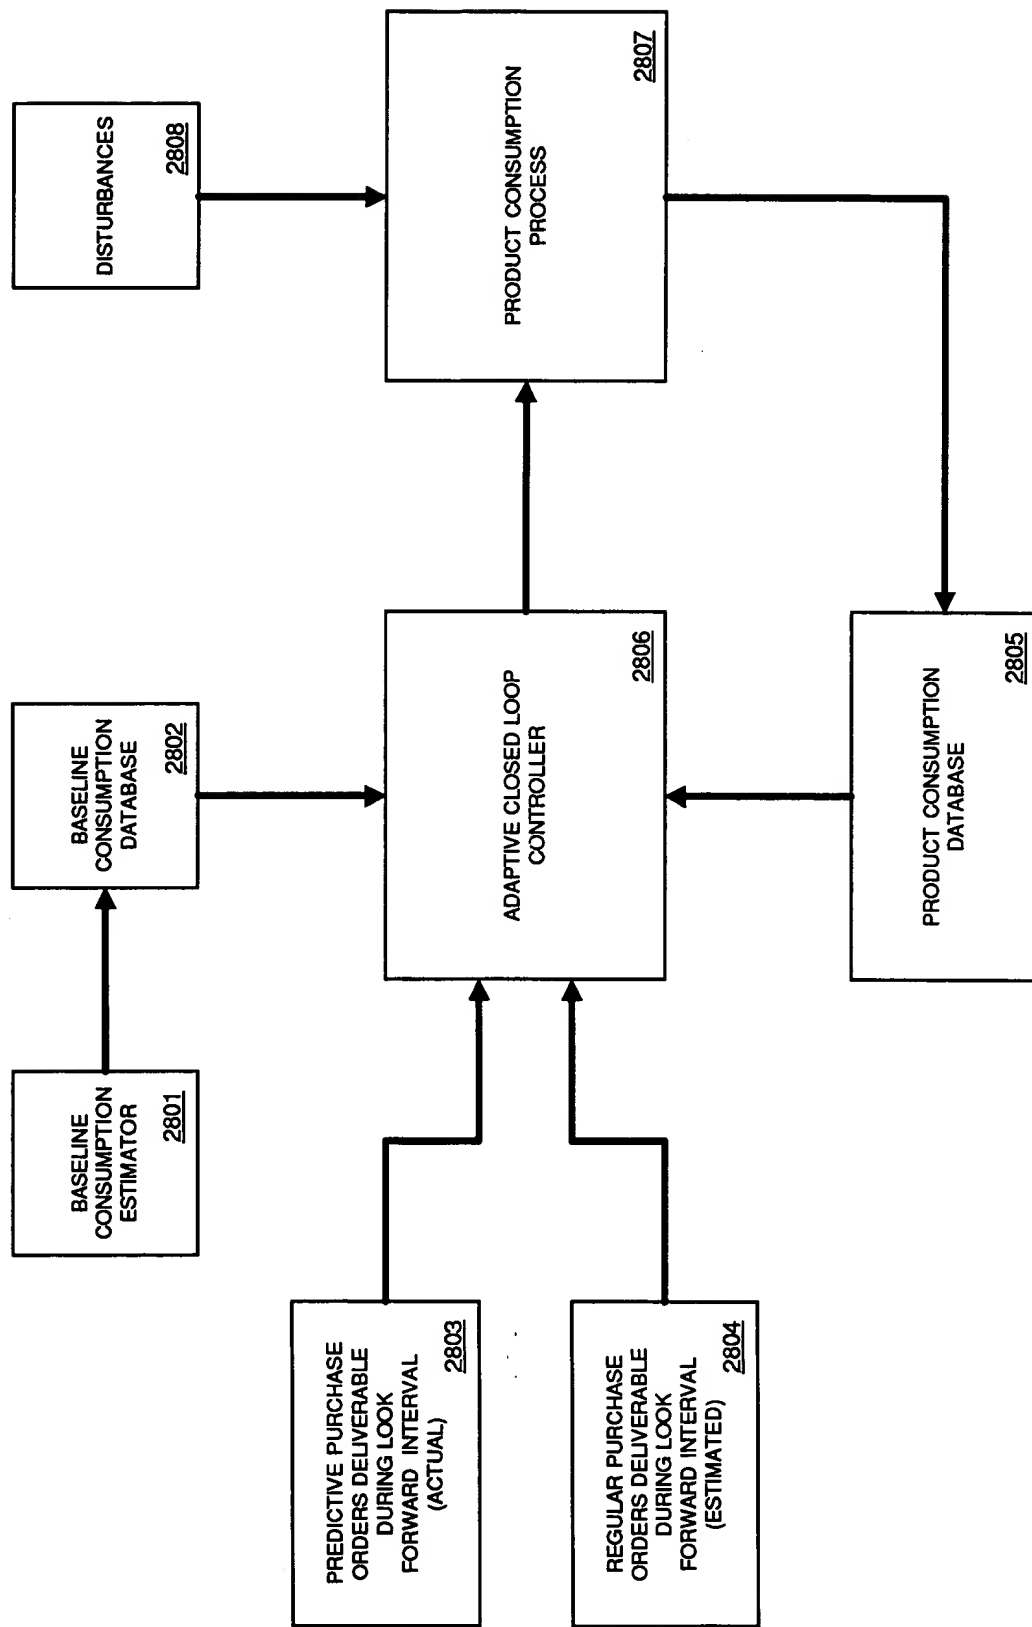 BASELINE
CONSUMPTION
ESTIMATOR
2801
BASELINE
CONSUMPTION
DATABASE
2802
DISTURBANCES
2808
PREDICTIVE PURCHASE
ORDERS DELIVERABLE
DURING LOOK
FORWARD INTERVAL
(ACTUAL)
2803
REGULAR PURCHASE
ORDERS DELIVERABLE
DURING LOOK
FORWARD INTERVAL
(ESTIMATED)
2804
ADAPTIVE CLOSED LOOP
CONTROLLER
2806
PRODUCT CONSUMPTION
PROCESS
2807
PRODUCT CONSUMPTION
DATABASE
2805